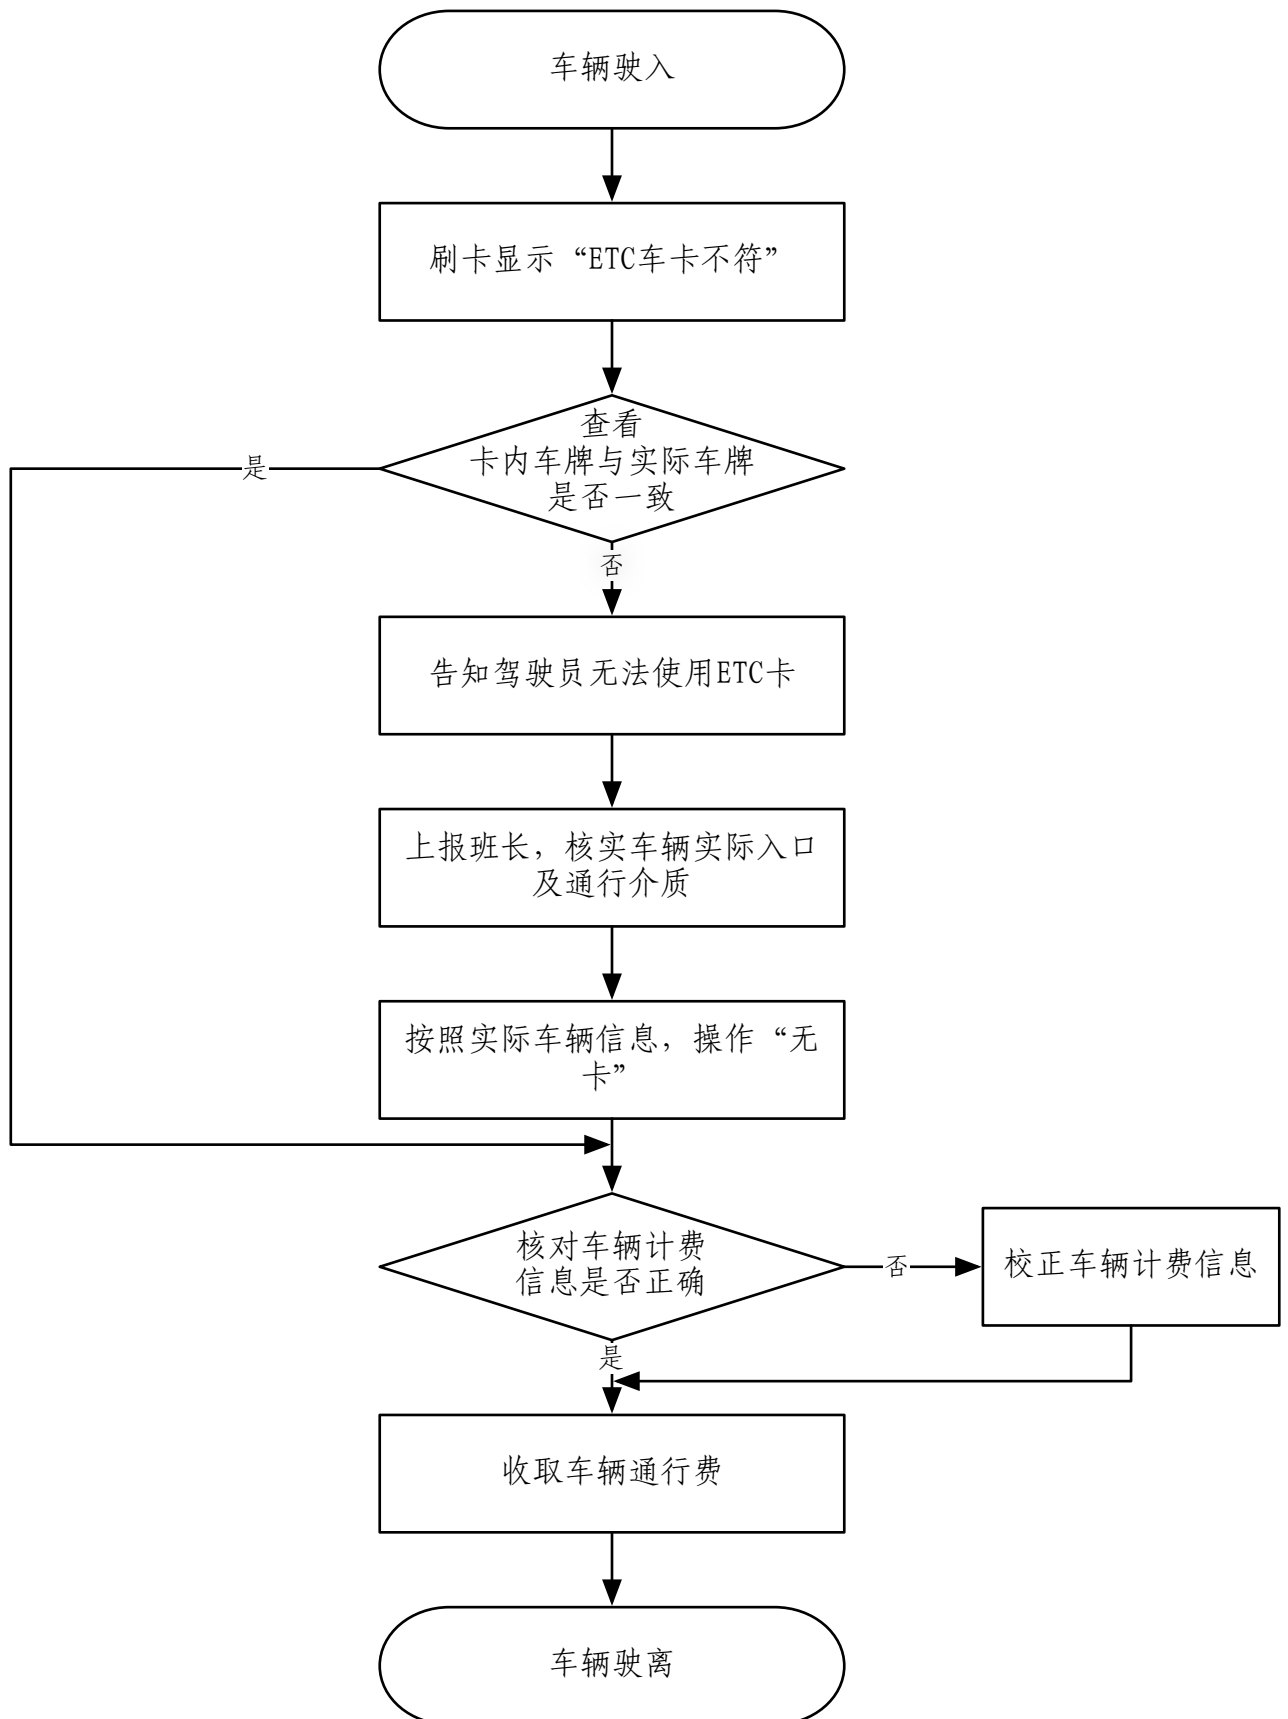 车辆驶入
刷卡显示“ETC车卡不符”
查看
卡内车牌与实际车牌
是否一致
是
否
告知驾驶员无法使用ETC卡
上报班长，核实车辆实际入口
及通行介质
按照实际车辆信息，操作“无
卡”
核对车辆计费
信息是否正确
否
校正车辆计费信息
是
收取车辆通行费
车辆驶离